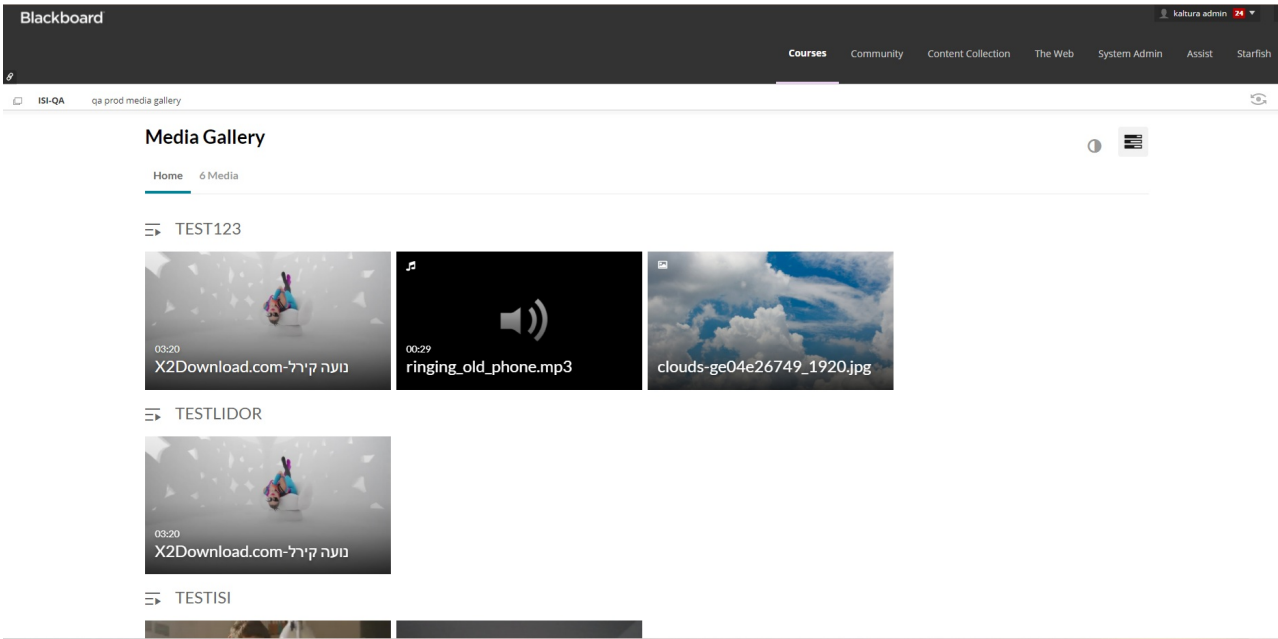 Blackboard
kaltura admin 24
Courses Community Content Collection The Web System Admin Assist Starfish
ISI-QA qa prod media gallery
Media Gallery
Home 6 Media
TEST123
03:20
X2Download.com-נועה קירל
00:29
ringing_old_phone.mp3
clouds-ge04e26749_1920.jpg
TESTLIDOR
03:20
X2Download.com-נועה קירל
TESTISI